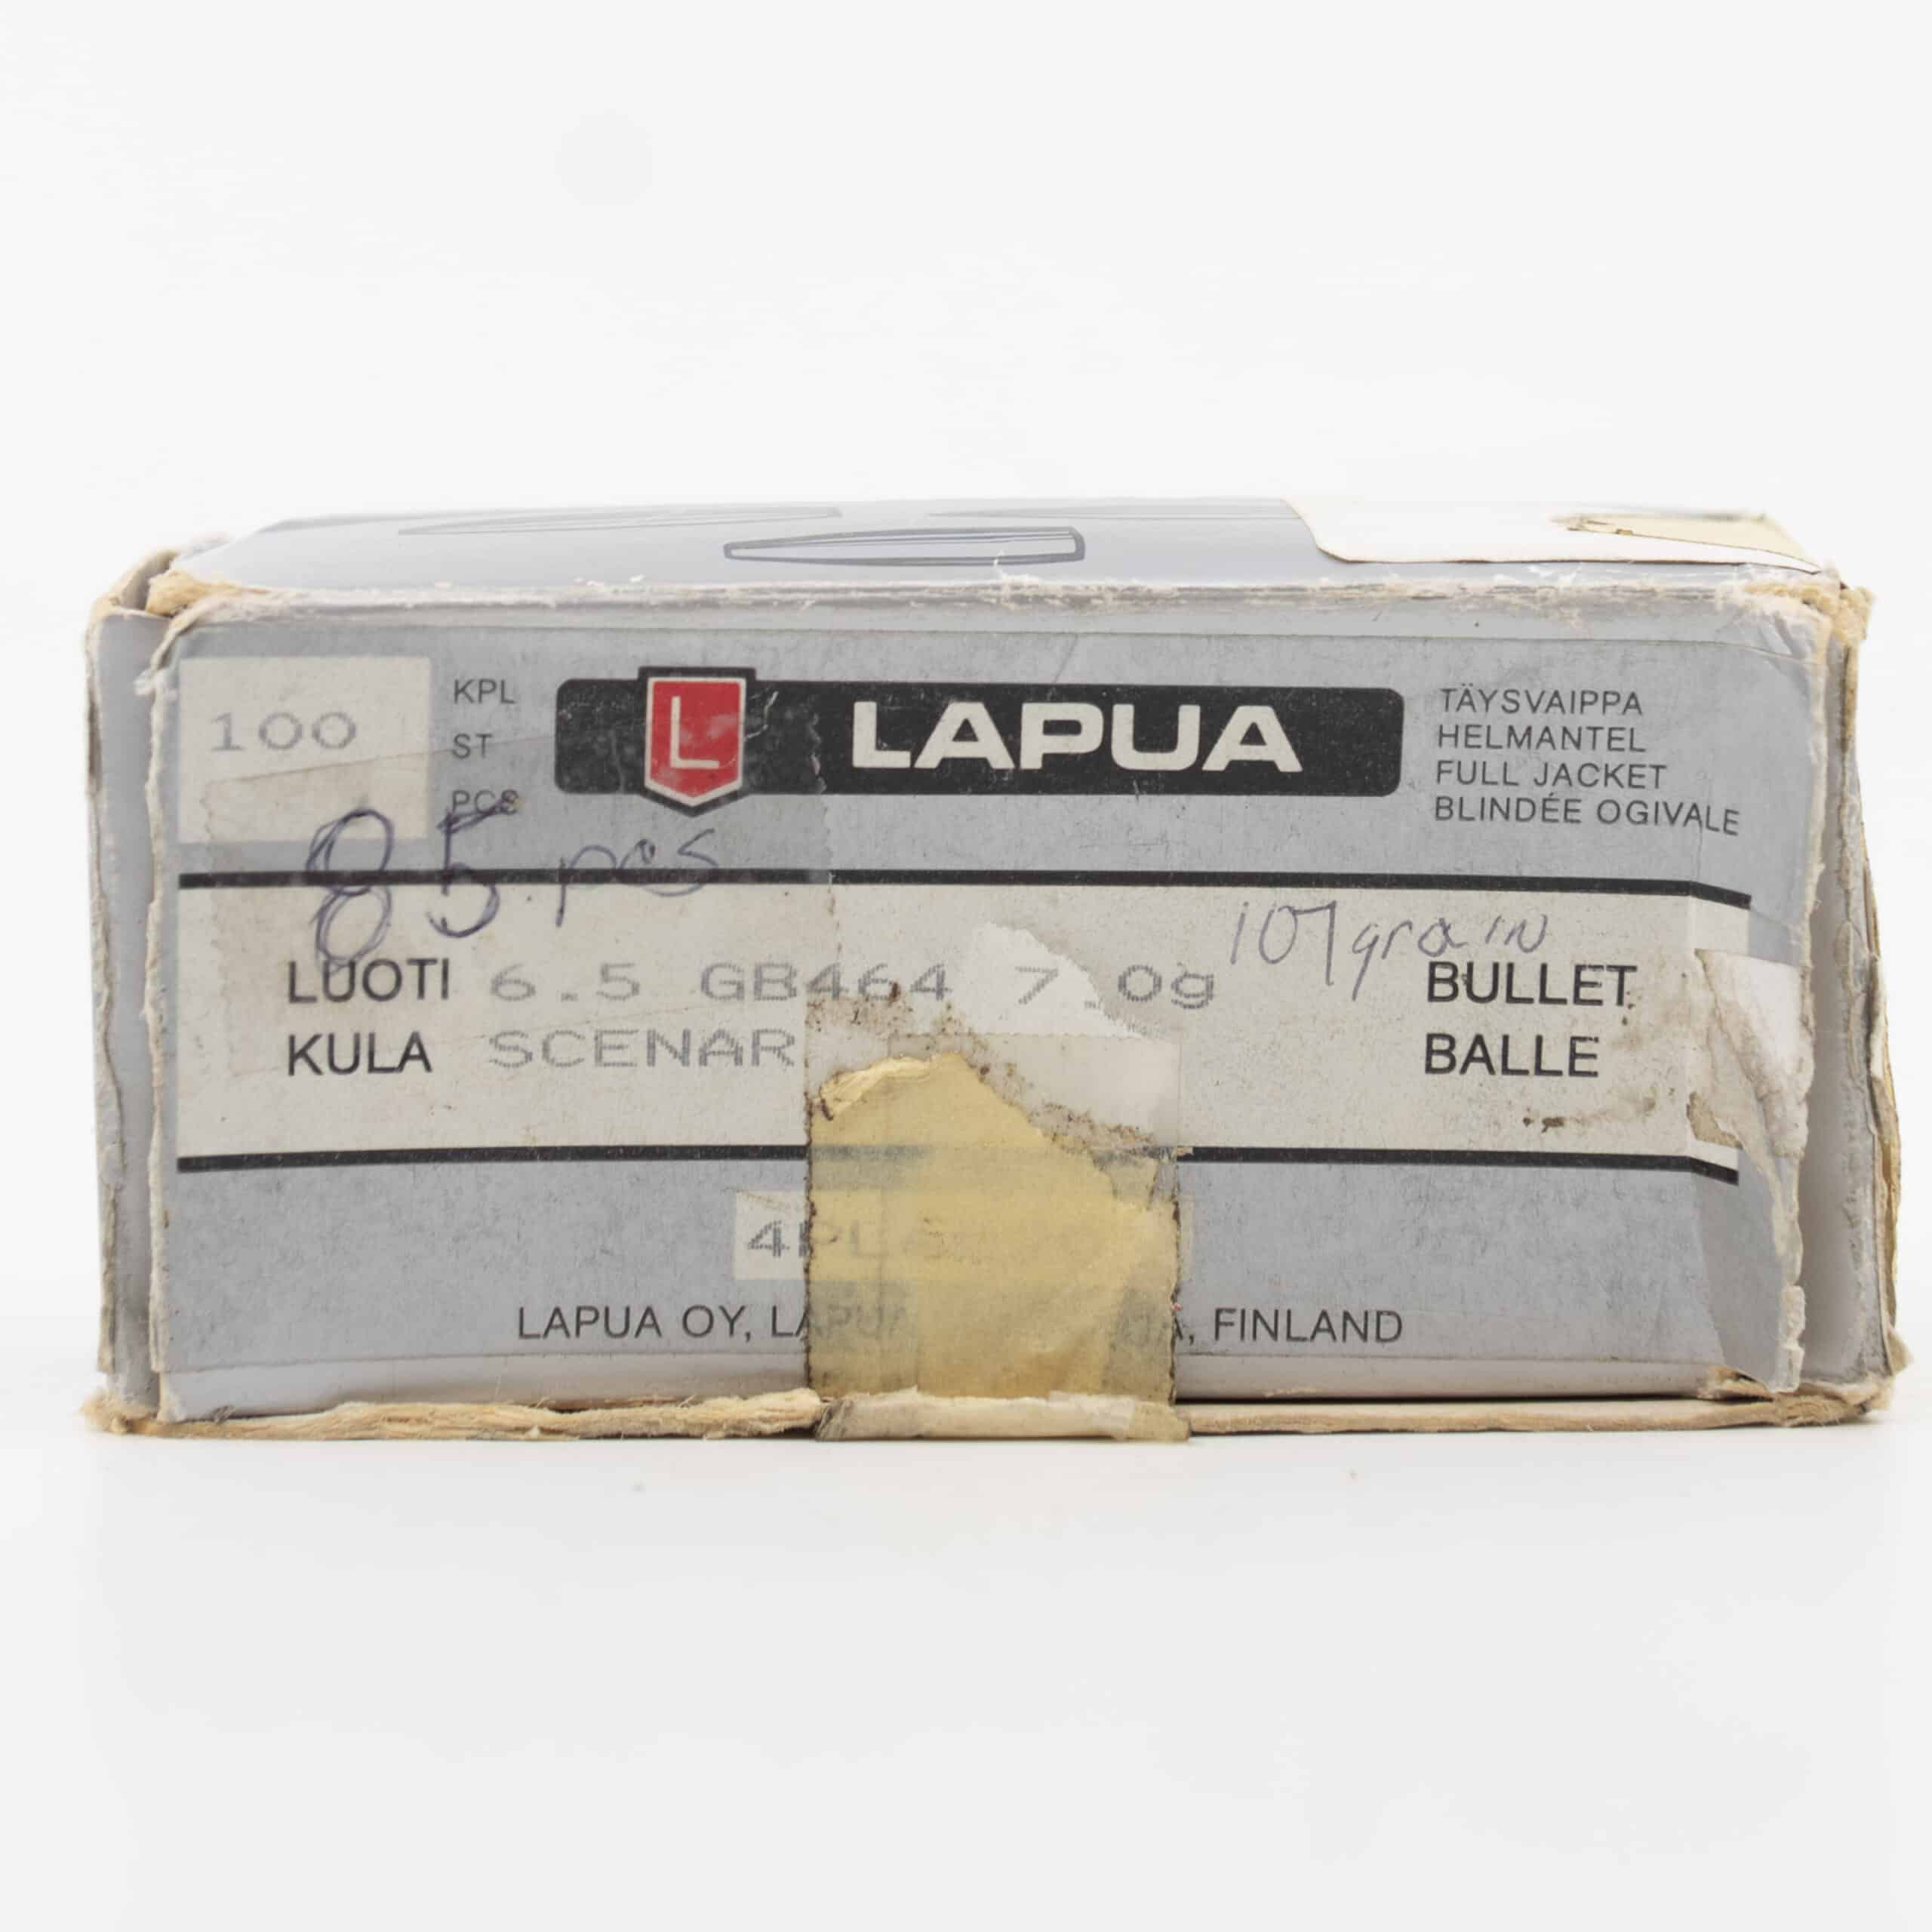 100
KPL
ST
PCS
L LAPUA
TÄYSVAIPPA
HELMANTEL
FULL JACKET
BLINDÉE OGIVALE
85 pcs
107 grain
LUOTI 6.5 GB464 7.0g BULLET
KULA SCENAR BALLE
LAPUA OY, LAPUA , FINLAND